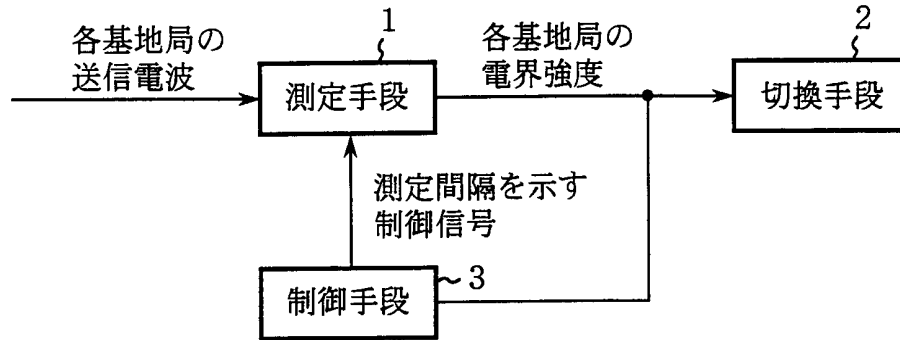 各基地局の
送信電波
1
測定手段
各基地局の
電界強度
2
切換手段
測定間隔を示す
制御信号
3
制御手段